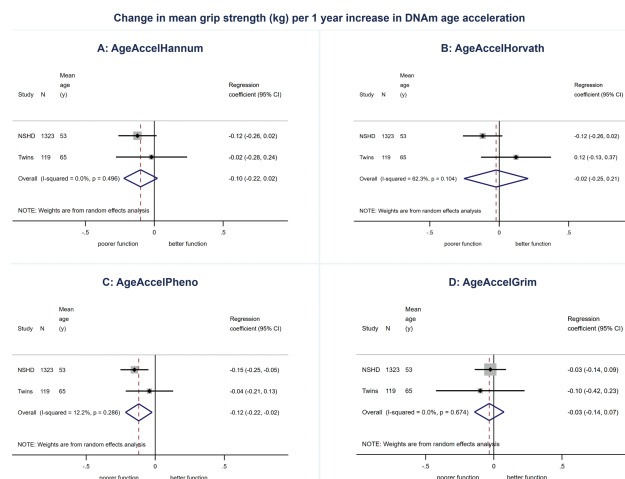 Change in mean grip strength (kg) per 1 year increase in DNAm age acceleration
A: AgeAccelHannum
Mean
age
Regression
Study N (y) coefficient (95% CI)
NSHD 1323 53 -0.12 (-0.26, 0.02)
Twins 119 65 -0.02 (-0.28, 0.24)
Overall (I-squared = 0.0%, p = 0.496) -0.10 (-0.22, 0.02)
NOTE: Weights are from random effects analysis
-.5 0 .5
poorer function better function
B: AgeAccelHorvath
Mean
age
Regression
Study N (y) coefficient (95% CI)
NSHD 1323 53 -0.12 (-0.26, 0.02)
Twins 119 65 0.12 (-0.13, 0.37)
Overall (I-squared = 62.3%, p = 0.104) -0.02 (-0.25, 0.21)
NOTE: Weights are from random effects analysis
-.5 0 .5
poorer function better function
C: AgeAccelPheno
Mean
age
Regression
Study N (y) coefficient (95% CI)
NSHD 1323 53 -0.15 (-0.25, -0.05)
Twins 119 65 -0.04 (-0.21, 0.13)
Overall (I-squared = 12.2%, p = 0.286) -0.12 (-0.22, -0.02)
NOTE: Weights are from random effects analysis
-.5 0 .5
poorer function better function
D: AgeAccelGrim
Mean
age
Regression
Study N (y) coefficient (95% CI)
NSHD 1323 53 -0.03 (-0.14, 0.09)
Twins 119 65 -0.10 (-0.42, 0.23)
Overall (I-squared = 0.0%, p = 0.674) -0.03 (-0.14, 0.07)
NOTE: Weights are from random effects analysis
-.5 0 .5
poorer function better function